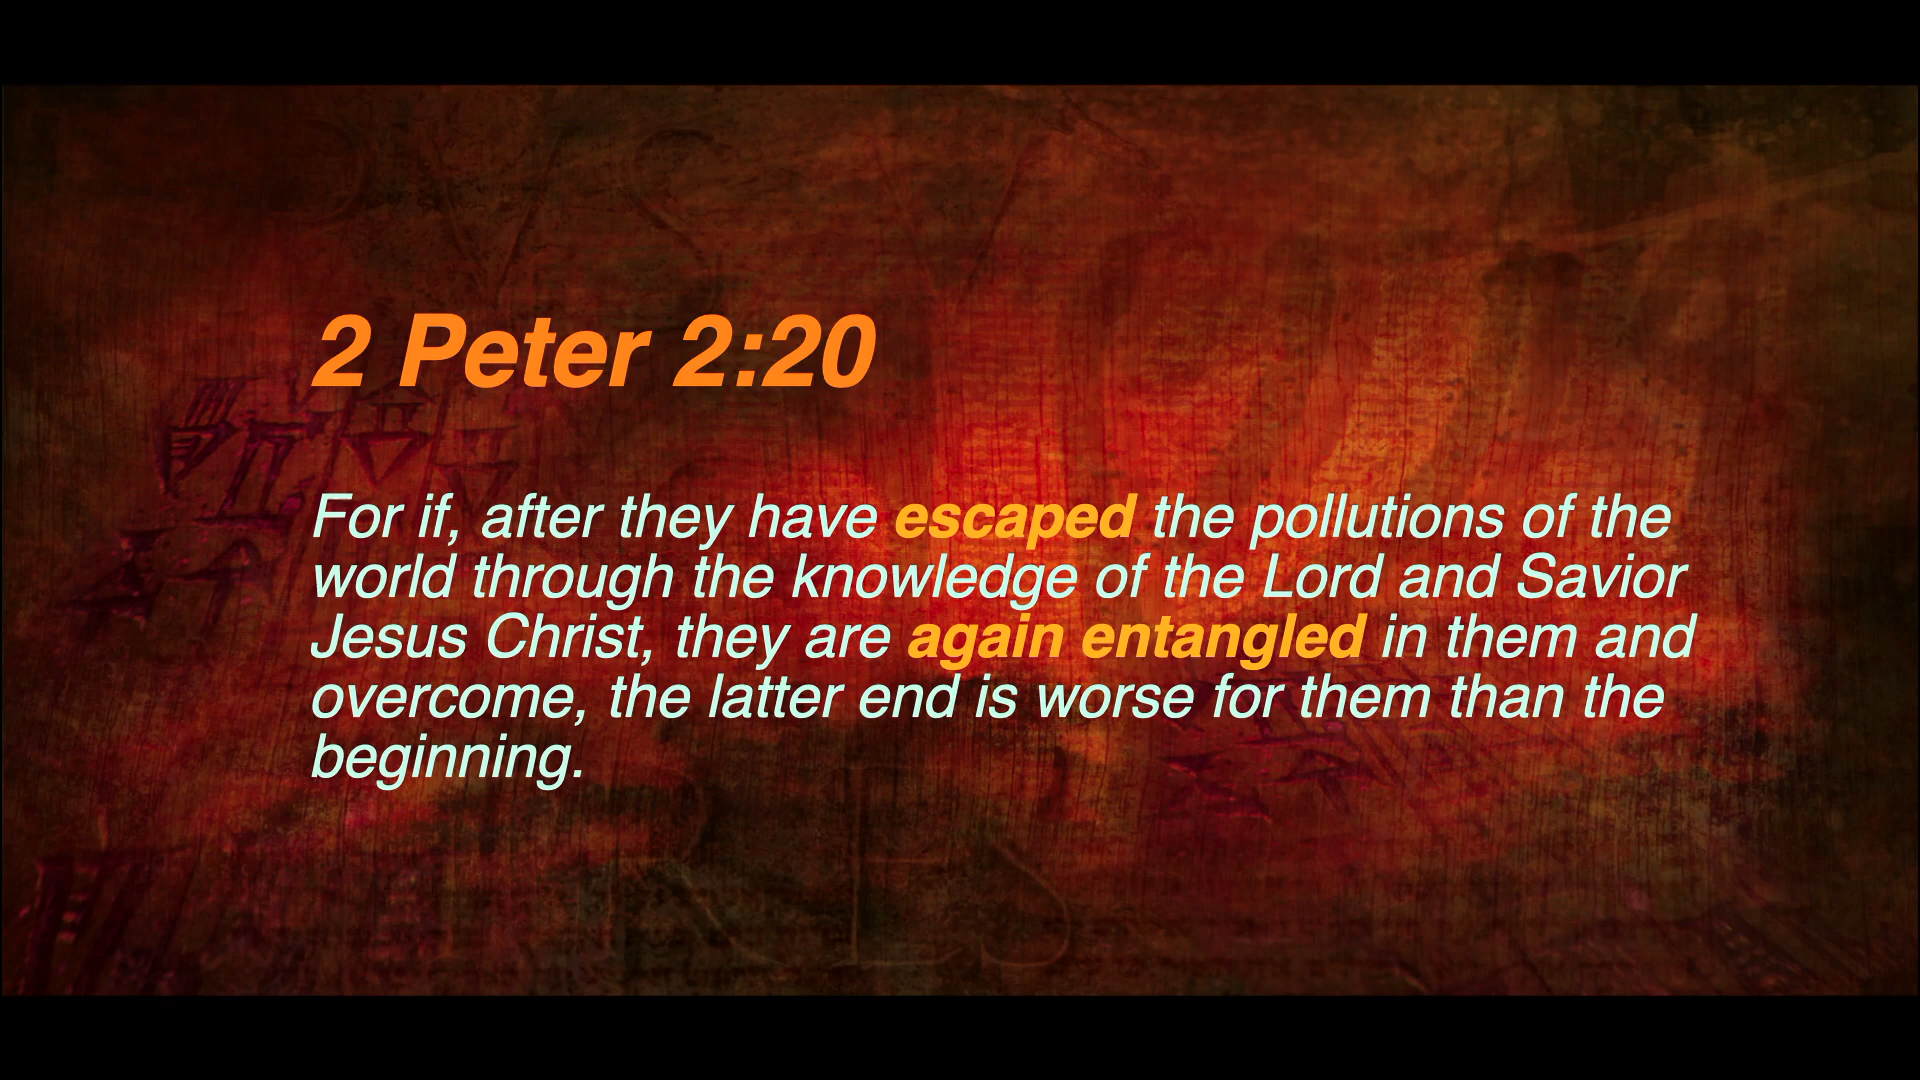 2 Peter 2:20
For if, after they have escaped the pollutions of the
world through the knowledge of the Lord and Savior
Jesus Christ, they are again entangled in them and
overcome, the latter end is worse for them than the
beginning.